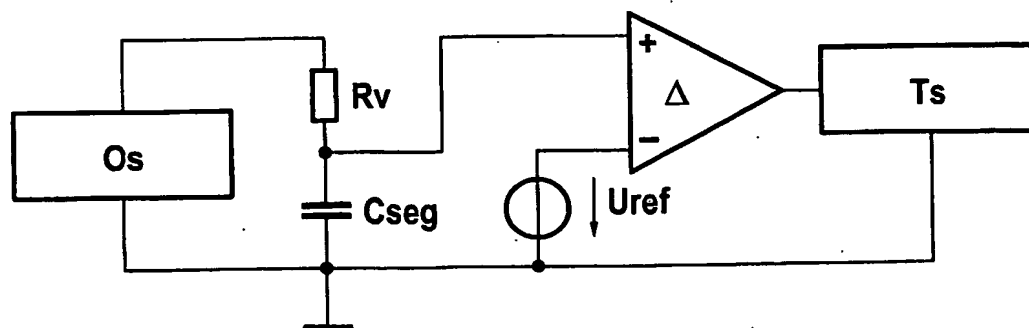 Os
Rv
Cseg
+
Δ
−
Uref
Ts